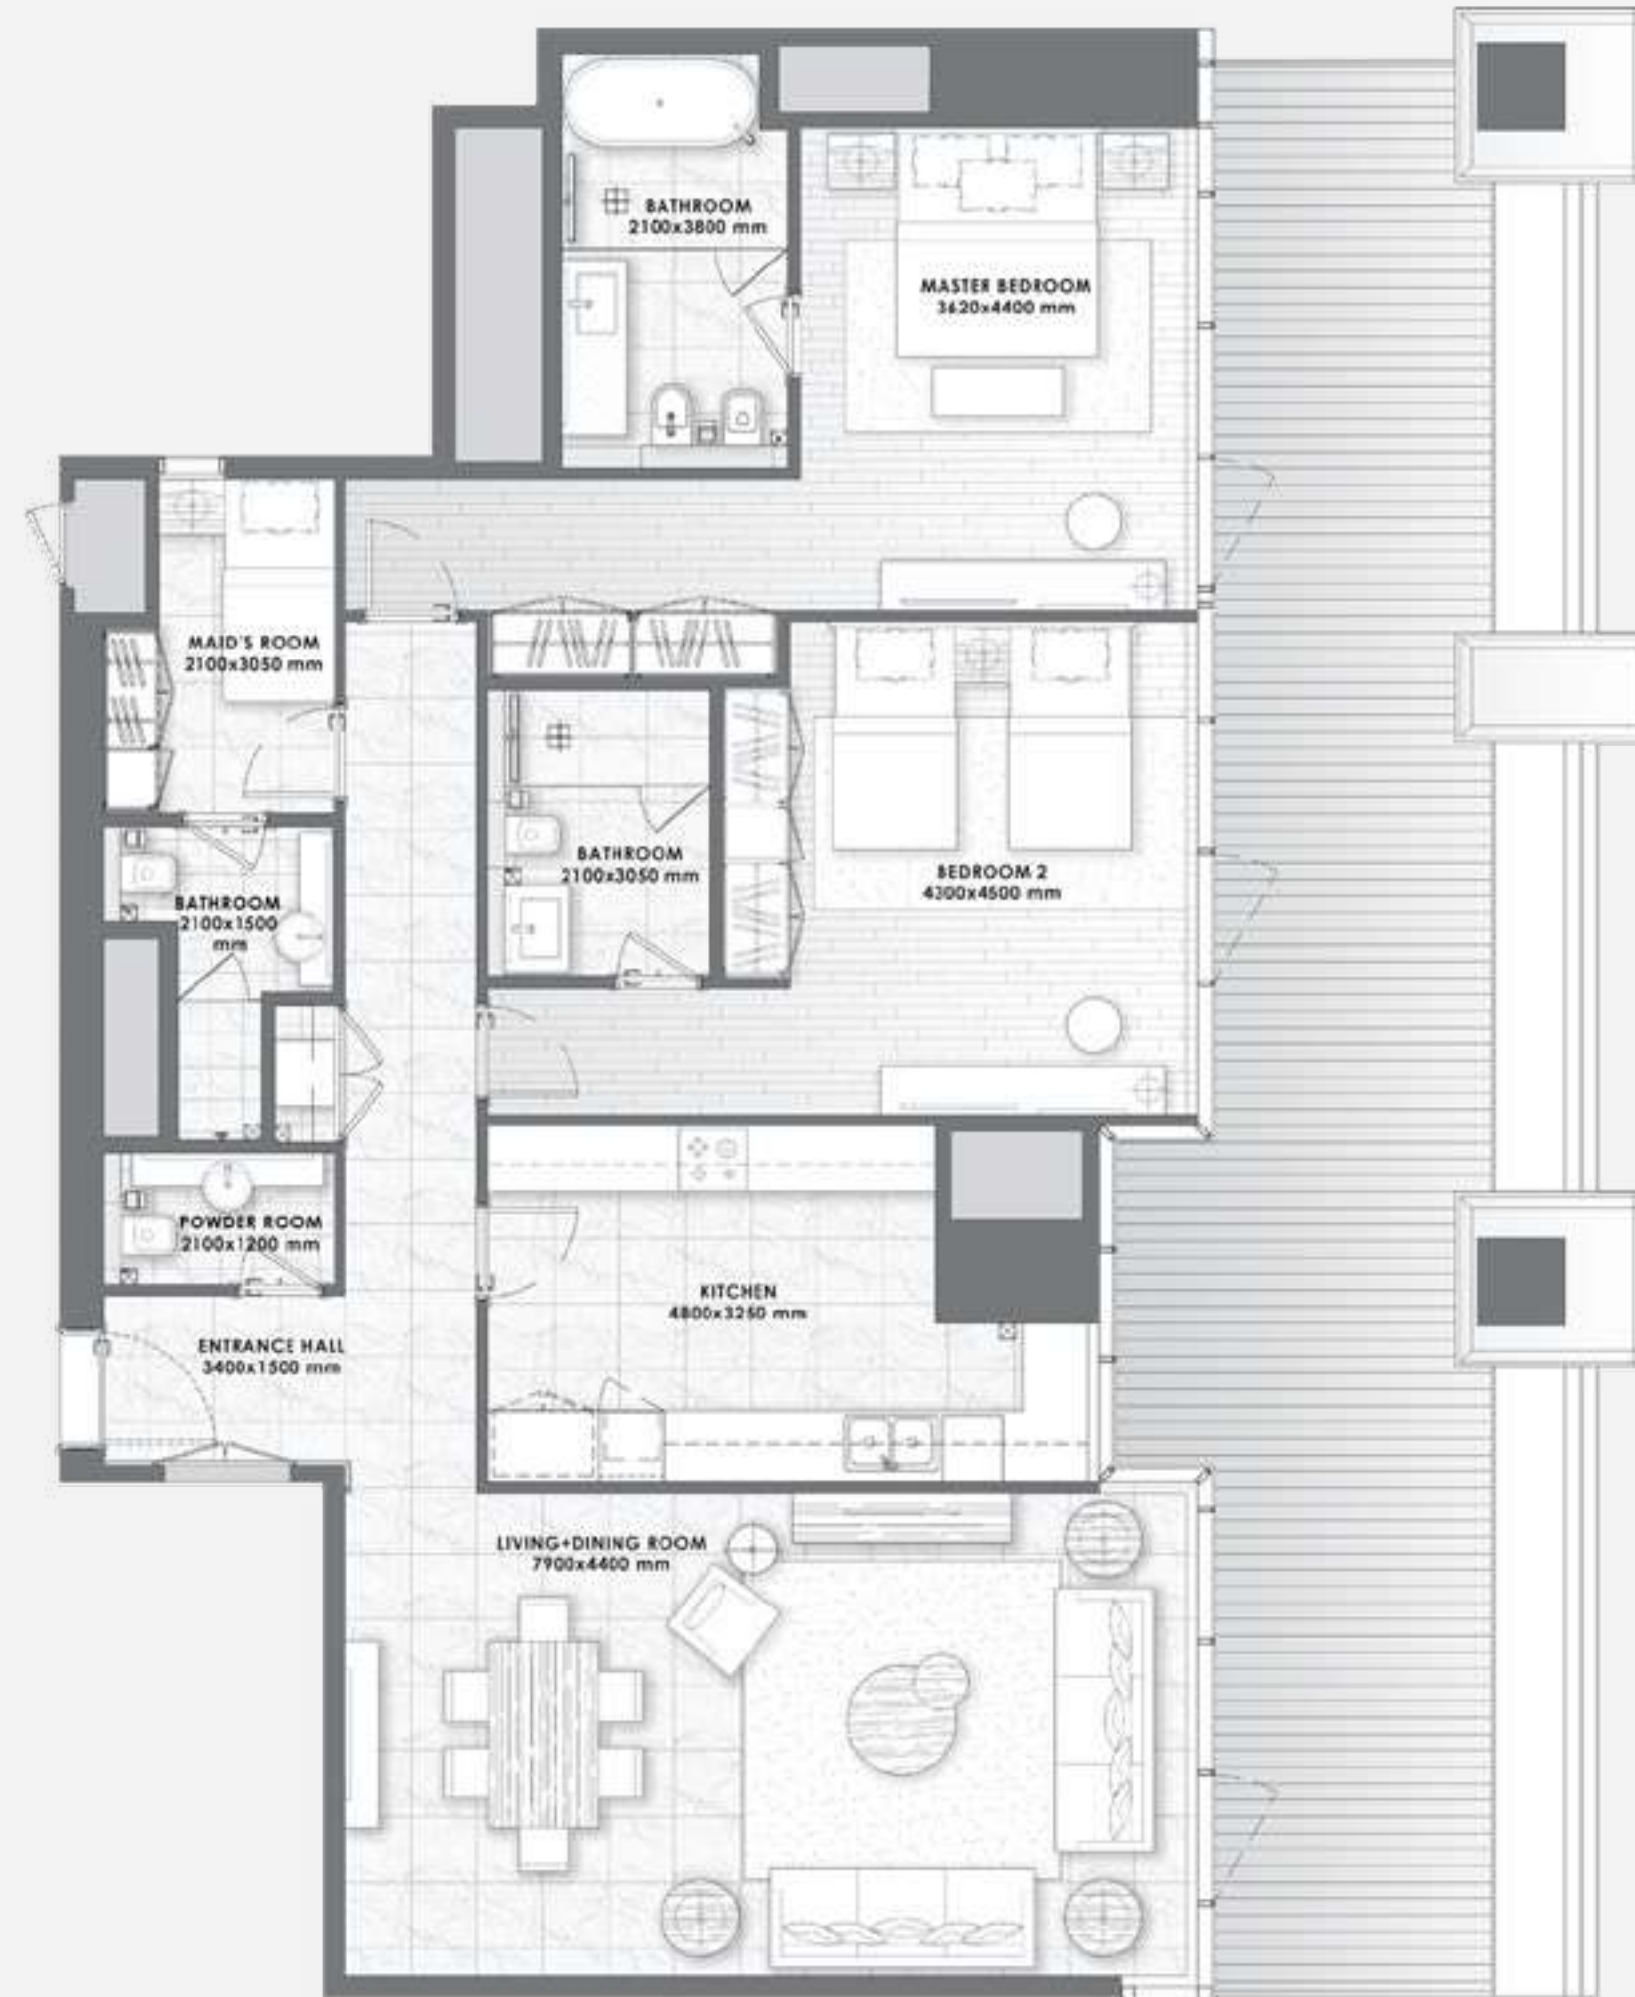 BATHROOM
2100x3800 mm
MASTER BEDROOM
3620x4400 mm
MAID'S ROOM
2100x3050 mm
BATHROOM
2100x3050 mm
BEDROOM 2
4300x4500 mm
BATHROOM
2100x1500
mm
POWDER ROOM
2100x1200 mm
KITCHEN
4800x3250 mm
ENTRANCE HALL
3400x1500 mm
LIVING+DINING ROOM
7900x4400 mm